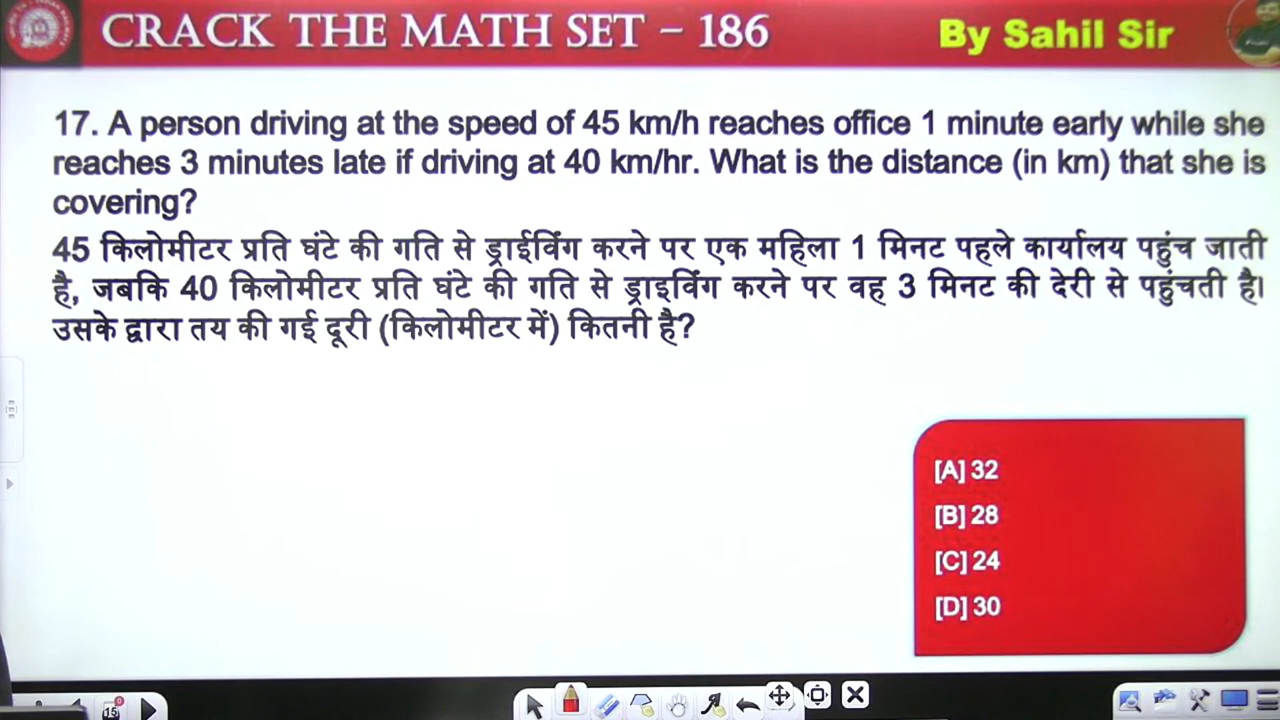 CRACK THE MATH SET – 186
By Sahil Sir
17. A person driving at the speed of 45 km/h reaches office 1 minute early while she
reaches 3 minutes late if driving at 40 km/hr. What is the distance (in km) that she is
covering?
45 किलोमीटर प्रति घंटे की गति से ड्राईविंग करने पर एक महिला 1 मिनट पहले कार्यालय पहुंच जाती
है, जबकि 40 किलोमीटर प्रति घंटे की गति से ड्राइविंग करने पर वह 3 मिनट की देरी से पहुंचती है।
उसके द्वारा तय की गई दूरी (किलोमीटर में) कितनी है?
[A] 32
[B] 28
[C] 24
[D] 30
15